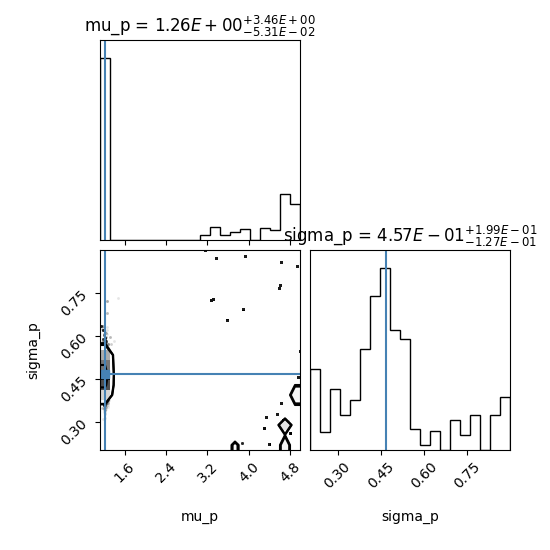 mu_p = 1.26E + 00 +3.46E + 00 −5.31E − 02
sigma_p = 4.57E − 01 +1.99E − 01 −1.27E − 01
0.75
0.60
0.45
0.30
sigma_p
1.6 2.4 3.2 4.0 4.8
0.30 0.45 0.60 0.75
mu_p
sigma_p